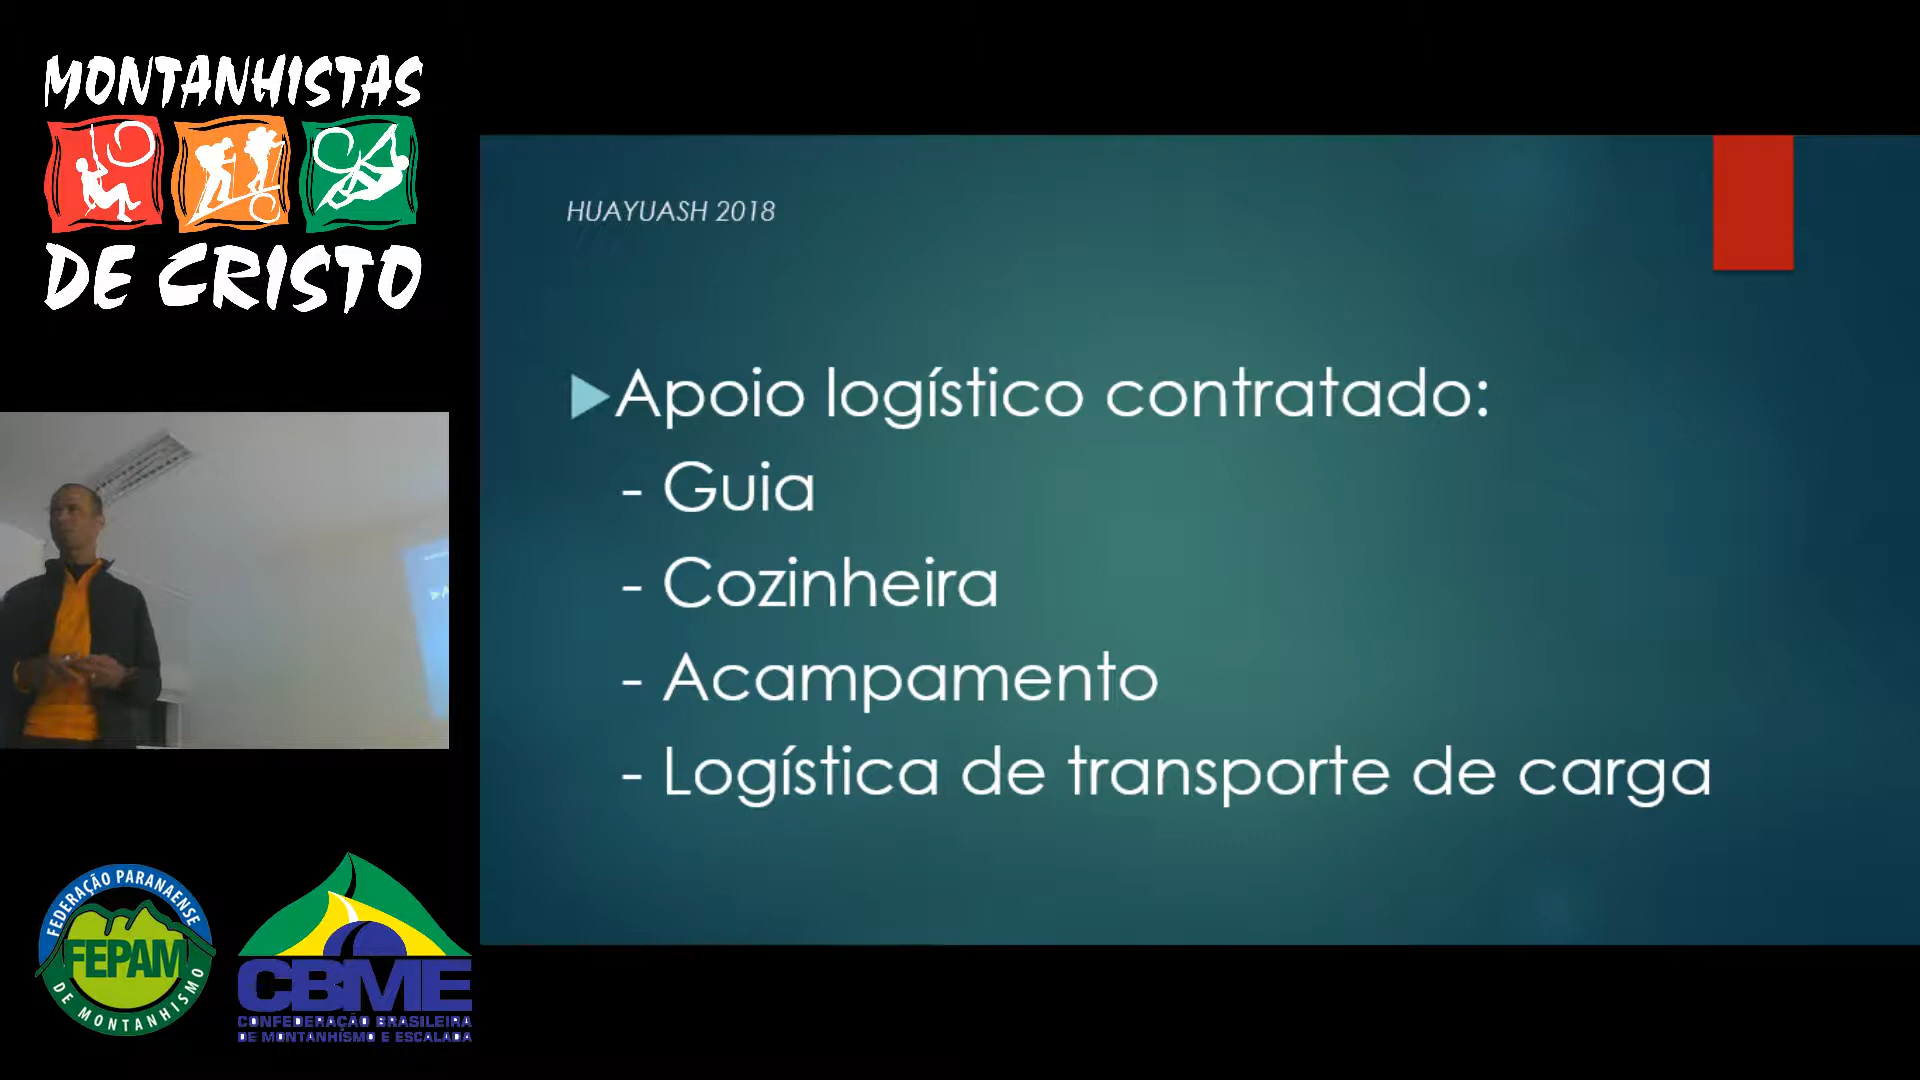 MONTANHISTAS
DE CRISTO
HUAYUASH 2018
Apoio logístico contratado:
- Guia
- Cozinheira
- Acampamento
- Logística de transporte de carga
FEDERAÇÃO PARANAENSE
FEPAM
DE MONTANHISMO
CBME
CONFEDERAÇÃO BRASILEIRA
DE MONTANHISMO E ESCALADA